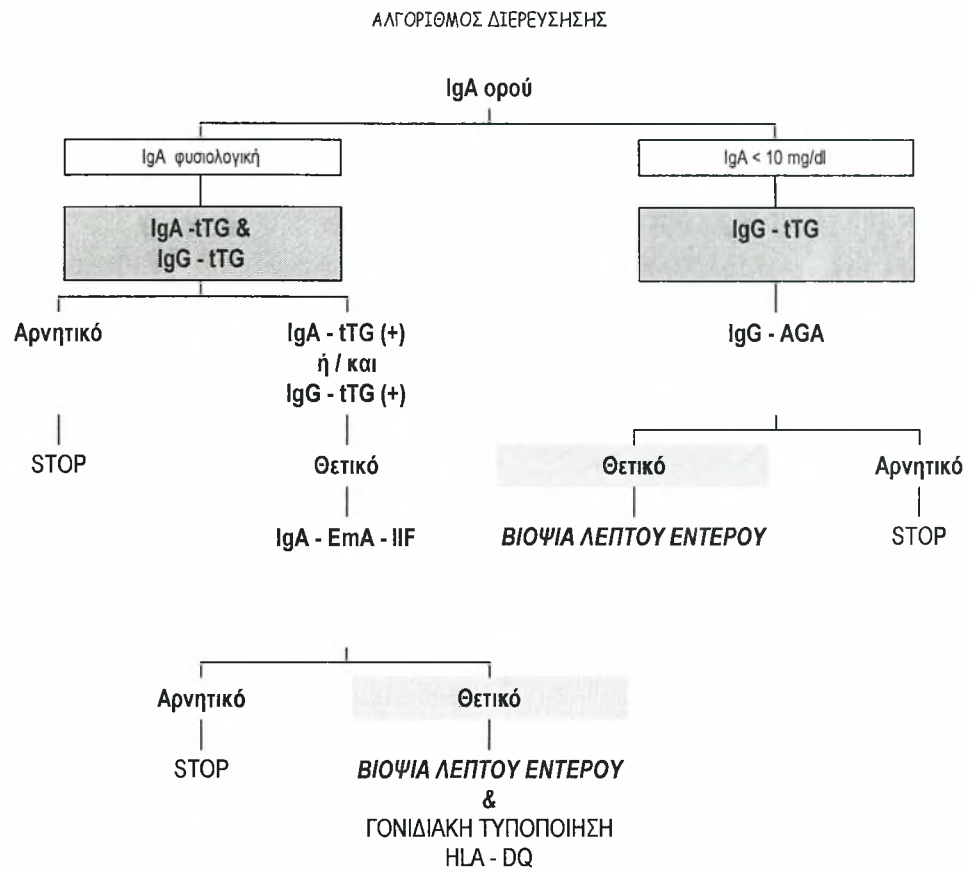 ΑΛΓΟΡΙΘΜΟΣ ΔΙΕΡΕΥΣΗΣΗΣ
IgA ορού
IgA φυσιολογική
IgA < 10 mg/dl
IgA -tTG &
IgG - tTG
IgG - tTG
Αρνητικό
IgA - tTG (+)
ή / και
IgG - tTG (+)
IgG - AGA
STOP
Θετικό
Θετικό
Αρνητικό
IgA - EmA - IIF
ΒΙΟΨΙΑ ΛΕΠΤΟΥ ΕΝΤΕΡΟΥ
STOP
Αρνητικό
Θετικό
STOP
ΒΙΟΨΙΑ ΛΕΠΤΟΥ ΕΝΤΕΡΟΥ
&
ΓΟΝΙΔΙΑΚΗ ΤΥΠΟΠΟΙΗΣΗ
HLA - DQ